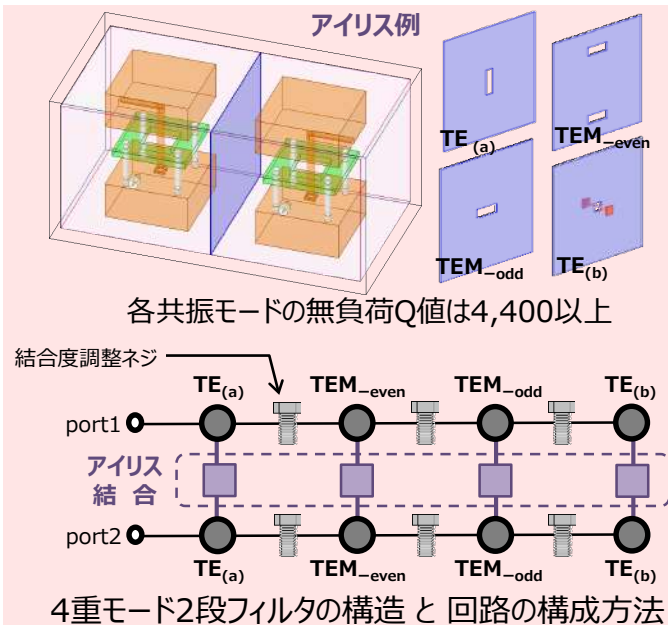 アイリス例
TE(a)
TEM−even
TEM−odd
TE(b)
各共振モードの無負荷Q値は4,400以上
結合度調整ネジ
TE(a) TEM−even TEM−odd TE(b)
port1
アイリス
結 合
port2
TE(a) TEM−even TEM−odd TE(b)
4重モード2段フィルタの構造 と 回路の構成方法